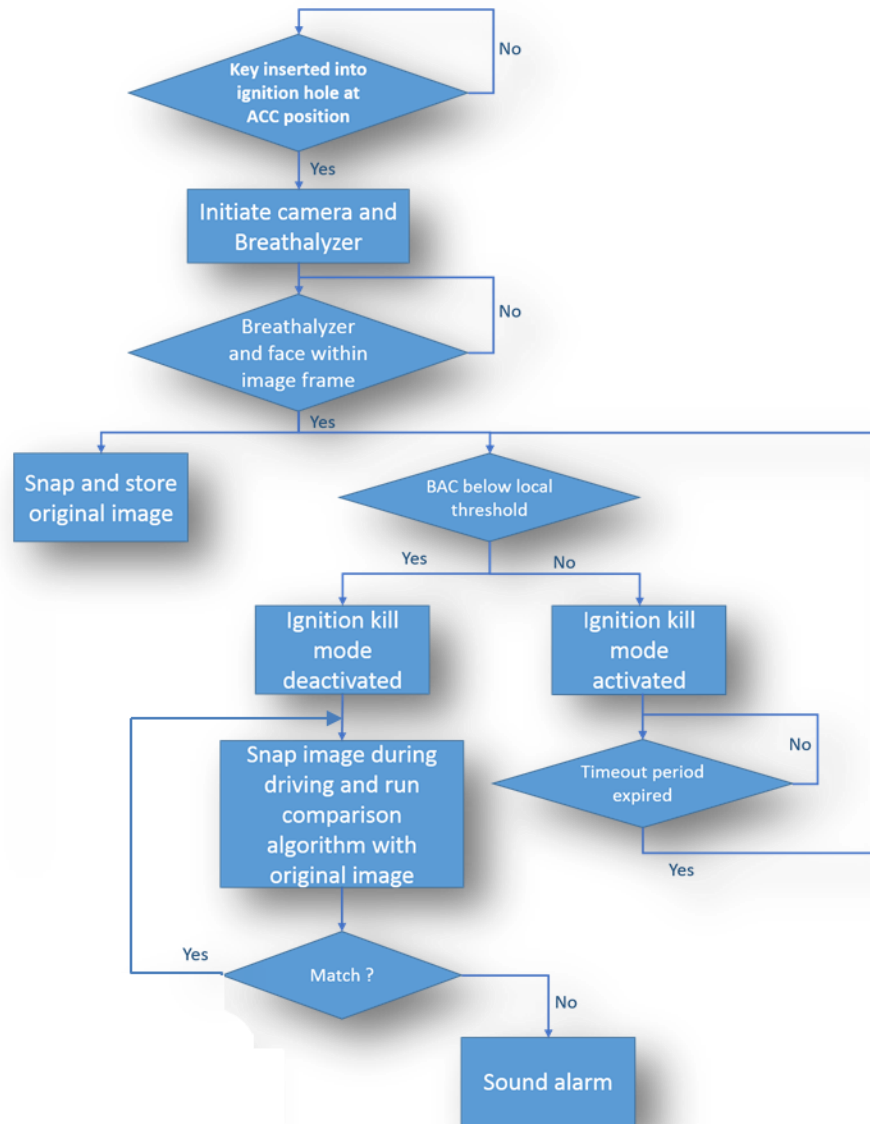 No
Key inserted into
ignition hole at
ACC position
Yes
Initiate camera and
Breathalyzer
No
Breathalyzer
and face within
image frame
Yes
Snap and store
original image
BAC below local
threshold
Yes
No
Ignition kill
mode
deactivated
Ignition kill
mode
activated
No
Snap image during
driving and run
comparison
algorithm with
original image
Timeout period
expired
Yes
Yes
Match ?
No
Sound alarm